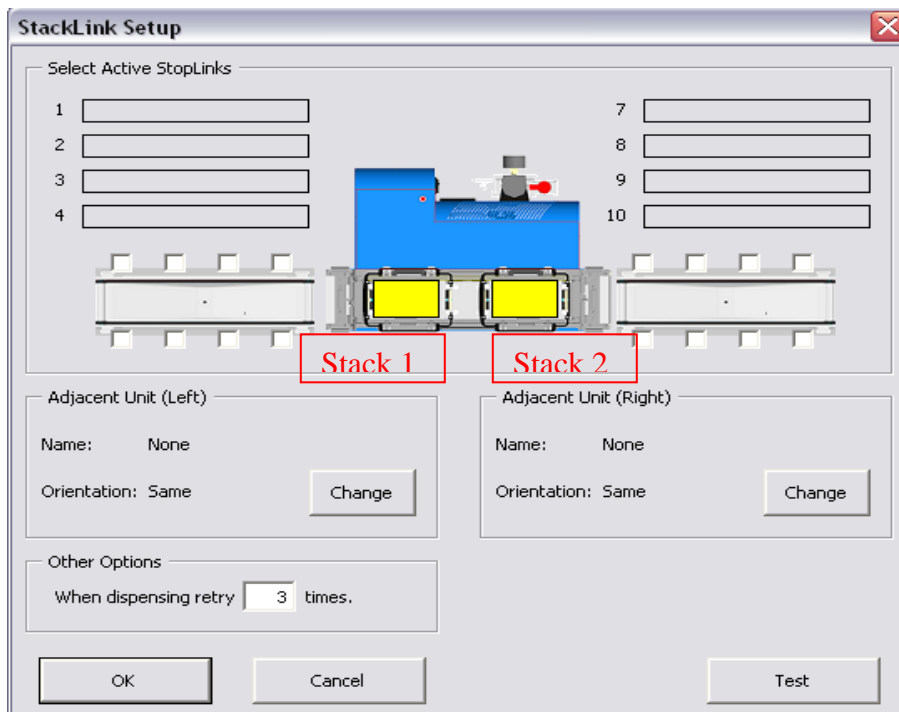 StackLink Setup
Select Active StopLinks
1
2
3
4
7
8
9
10
Stack 1
Stack 2
Adjacent Unit (Left)
Name: None
Orientation: Same
Change
Adjacent Unit (Right)
Name: None
Orientation: Same
Change
Other Options
When dispensing retry 3 times.
OK
Cancel
Test